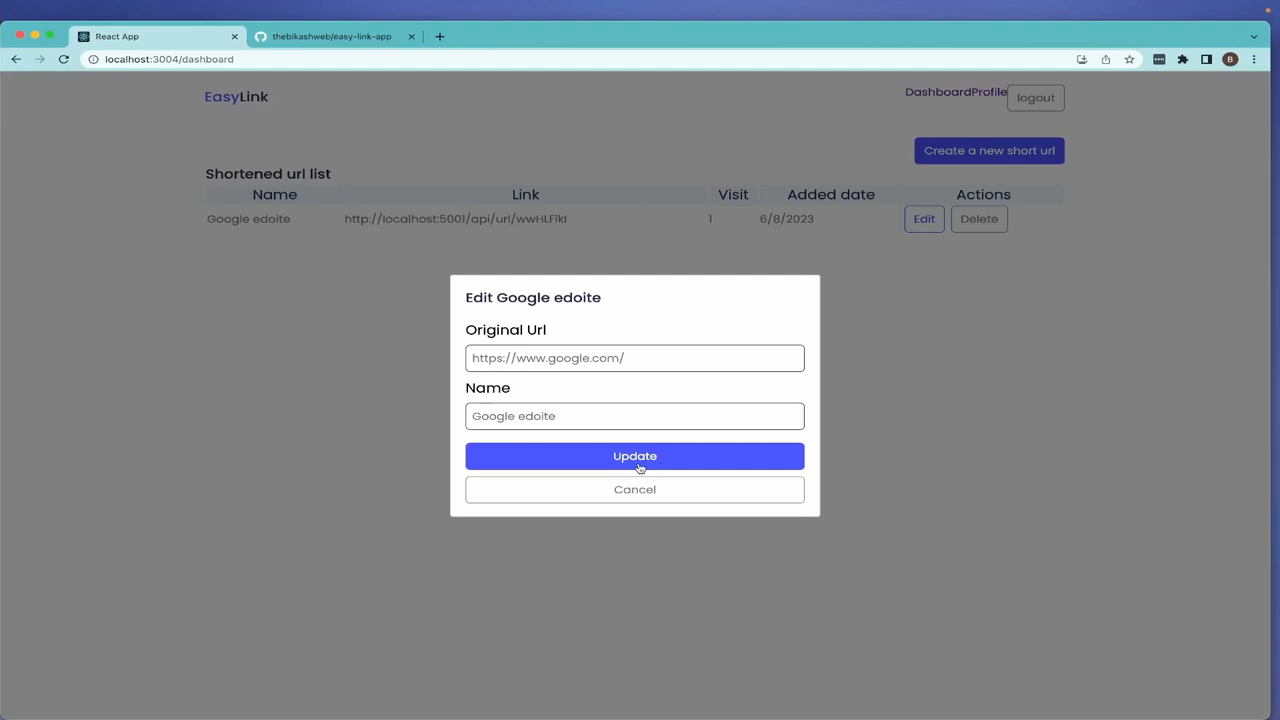 React App
thebikashweb/easy-link-app
localhost:3004/dashboard
B
EasyLink
DashboardProfile logout
Create a new short url
Shortened url list
Name Link Visit Added date Actions
Google edoite http://localhost:5001/api/url/wwHLFikI 1 6/8/2023 Edit Delete
Edit Google edoite
Original Url
https://www.google.com/
Name
Google edoite
Update
Cancel